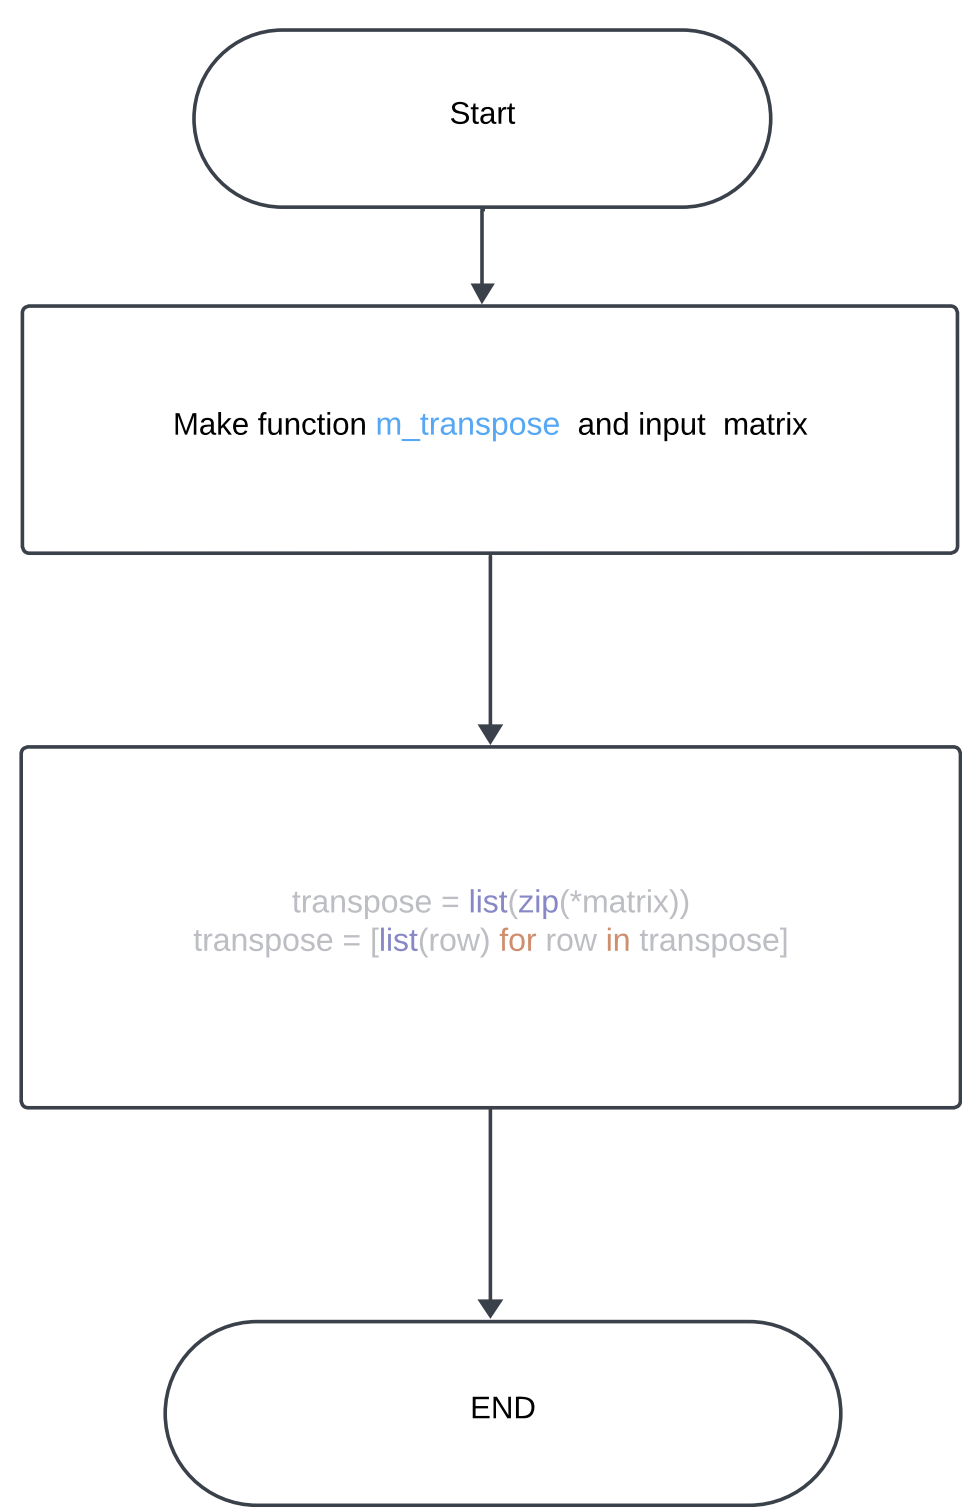 Start
Make function m_transpose  and input  matrix
transpose = list(zip(*matrix))
transpose = [list(row) for row in transpose]
END